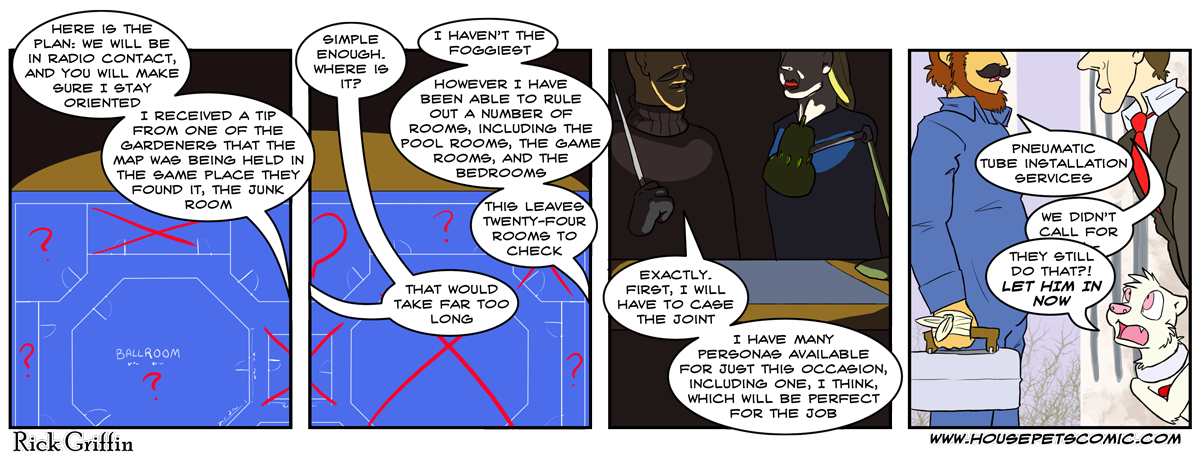 HERE IS THE
PLAN: WE WILL BE
IN RADIO CONTACT,
AND YOU WILL MAKE
SURE I STAY
ORIENTED
I RECEIVED A TIP
FROM ONE OF THE
GARDENERS THAT THE
MAP WAS BEING HELD IN
THE SAME PLACE THEY
FOUND IT, THE JUNK
ROOM
?
?
BALLROOM
?
SIMPLE
ENOUGH.
WHERE IS
IT?
I HAVEN'T THE
FOGGIEST
HOWEVER I HAVE
BEEN ABLE TO RULE
OUT A NUMBER OF
ROOMS, INCLUDING THE
POOL ROOMS, THE GAME
ROOMS, AND THE
BEDROOMS
THIS LEAVES
TWENTY-FOUR
ROOMS TO
CHECK
THAT WOULD
TAKE FAR TOO
LONG
?
?
?
EXACTLY.
FIRST, I WILL
HAVE TO CASE
THE JOINT
I HAVE MANY
PERSONAS AVAILABLE
FOR JUST THIS OCCASION,
INCLUDING ONE, I THINK,
WHICH WILL BE PERFECT
FOR THE JOB
PNEUMATIC
TUBE INSTALLATION
SERVICES
WE DIDN'T
CALL FOR
THEY STILL
DO THAT?!
LET HIM IN
NOW
Rick Griffin
WWW.HOUSEPETSCOMIC.COM